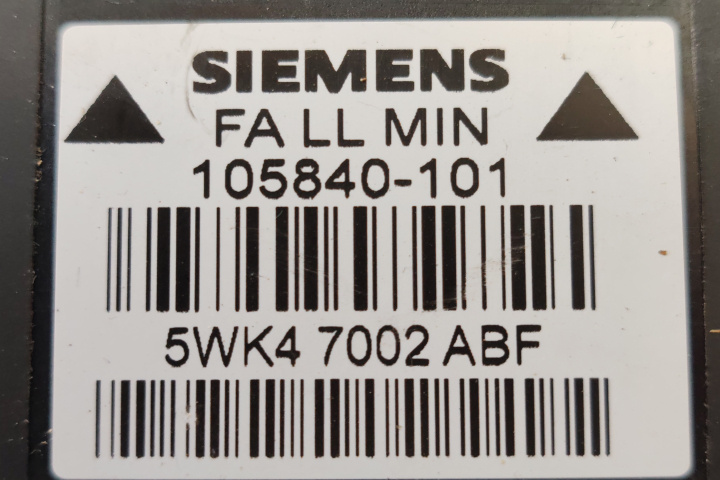 SIEMENS
FA LL MIN
105840-101
5WK4 7002 ABF